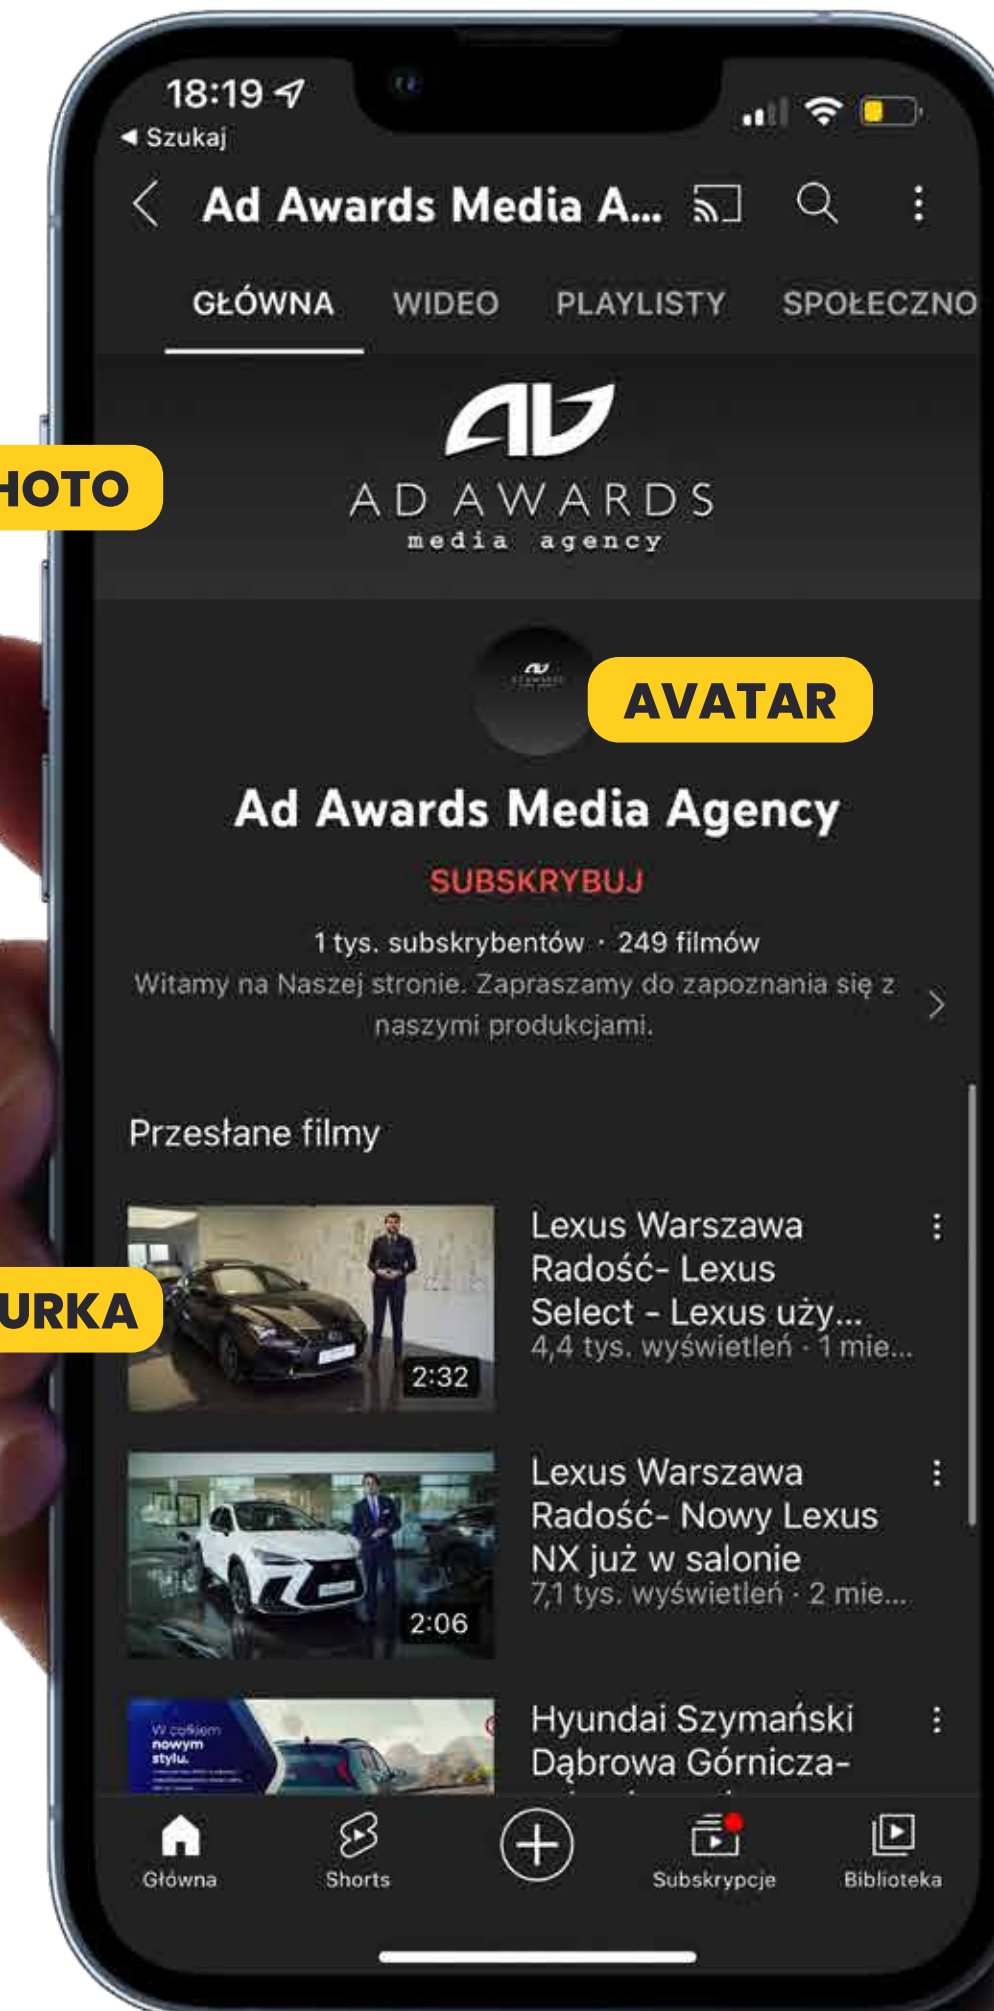 18:19
◀ Szukaj
Ad Awards Media A...
GŁÓWNA WIDEO PLAYLISTY SPOŁECZNO
AD AWARDS
media agency
HOTO
AVATAR
Ad Awards Media Agency
SUBSKRYBUJ
1 tys. subskrybentów · 249 filmów
Witamy na Naszej stronie. Zapraszamy do zapoznania się z
naszymi produkcjami.
Przesłane filmy
Lexus Warszawa
Radość- Lexus
Select - Lexus uży...
4,4 tys. wyświetleń · 1 mie...
2:32
URKA
Lexus Warszawa
Radość- Nowy Lexus
NX już w salonie
7,1 tys. wyświetleń · 2 mie...
2:06
Hyundai Szymański
Dąbrowa Górnicza-
W całkiem
nowym
stylu.
Główna Shorts Subskrypcje Biblioteka